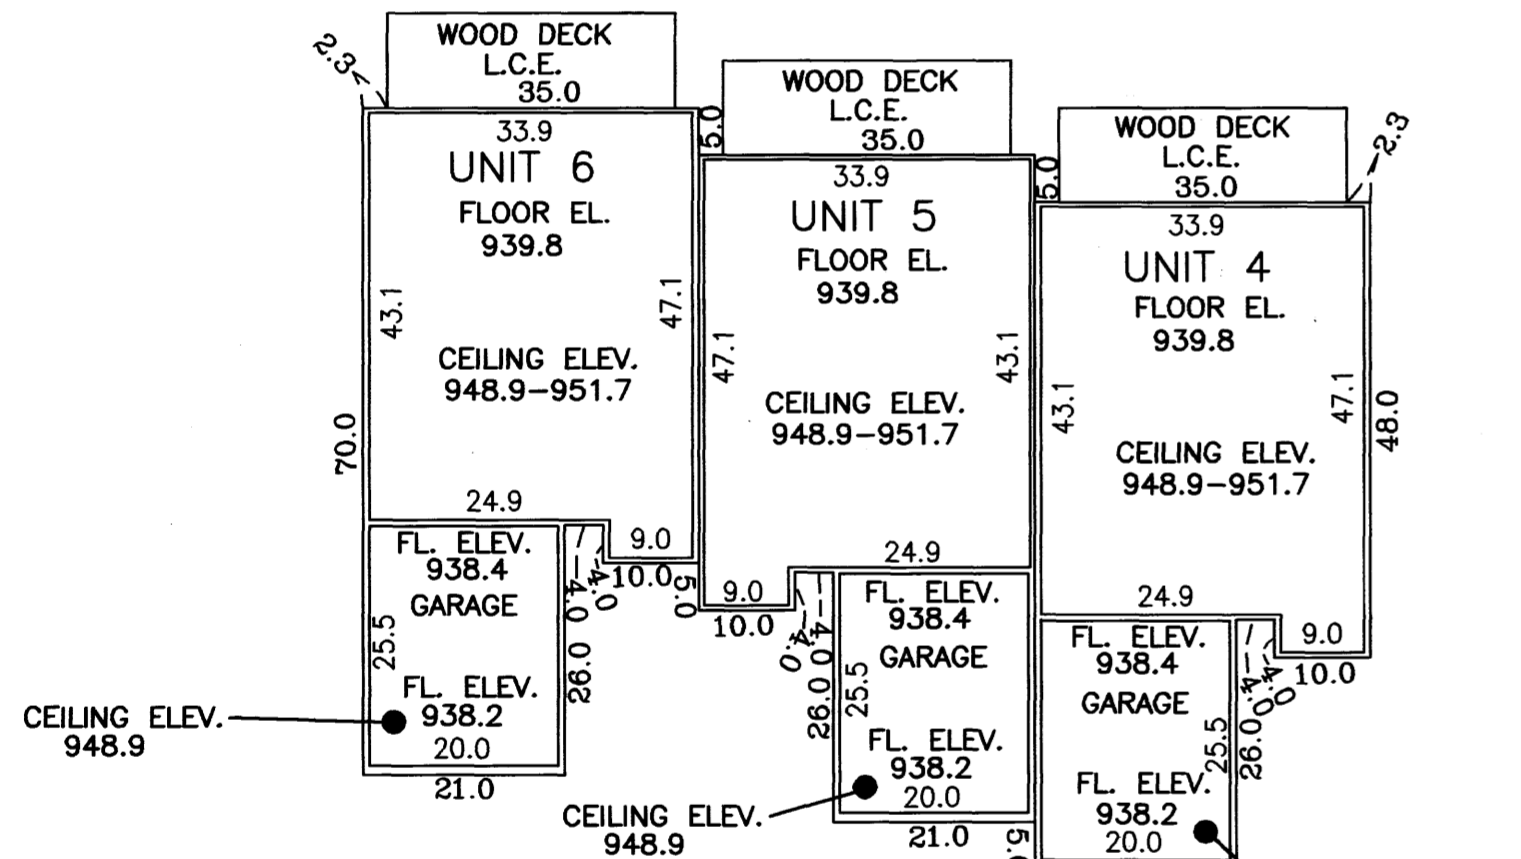 2.3
WOOD DECK
L.C.E.
35.0
33.9
UNIT 6
FLOOR EL.
939.8
43.1
47.1
CEILING ELEV.
948.9-951.7
70.0
24.9
9.0
10.0
5.0
4.0
4.0
FL. ELEV.
938.4
GARAGE
25.5
26.0
FL. ELEV.
938.2
20.0
21.0
CEILING ELEV.
948.9
5.0
WOOD DECK
L.C.E.
35.0
33.9
UNIT 5
FLOOR EL.
939.8
47.1
43.1
CEILING ELEV.
948.9-951.7
24.9
9.0
10.0
4.0
4.0
FL. ELEV.
938.4
GARAGE
26.0
25.5
FL. ELEV.
938.2
20.0
21.0
CEILING ELEV.
948.9
5.0
WOOD DECK
L.C.E.
35.0
2.3
33.9
UNIT 4
FLOOR EL.
939.8
43.1
47.1
48.0
CEILING ELEV.
948.9-951.7
24.9
9.0
10.0
4.0
4.0
FL. ELEV.
938.4
GARAGE
25.5
26.0
FL. ELEV.
938.2
20.0